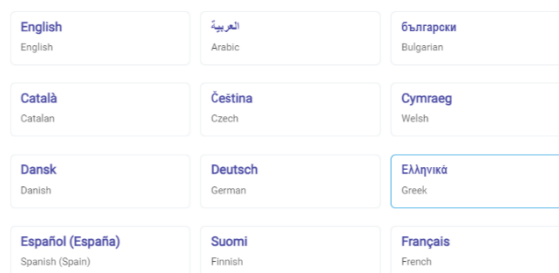 English
English
العربية
Arabic
български
Bulgarian
Català
Catalan
Čeština
Czech
Cymraeg
Welsh
Dansk
Danish
Deutsch
German
Ελληνικά
Greek
Español (España)
Spanish (Spain)
Suomi
Finnish
Français
French